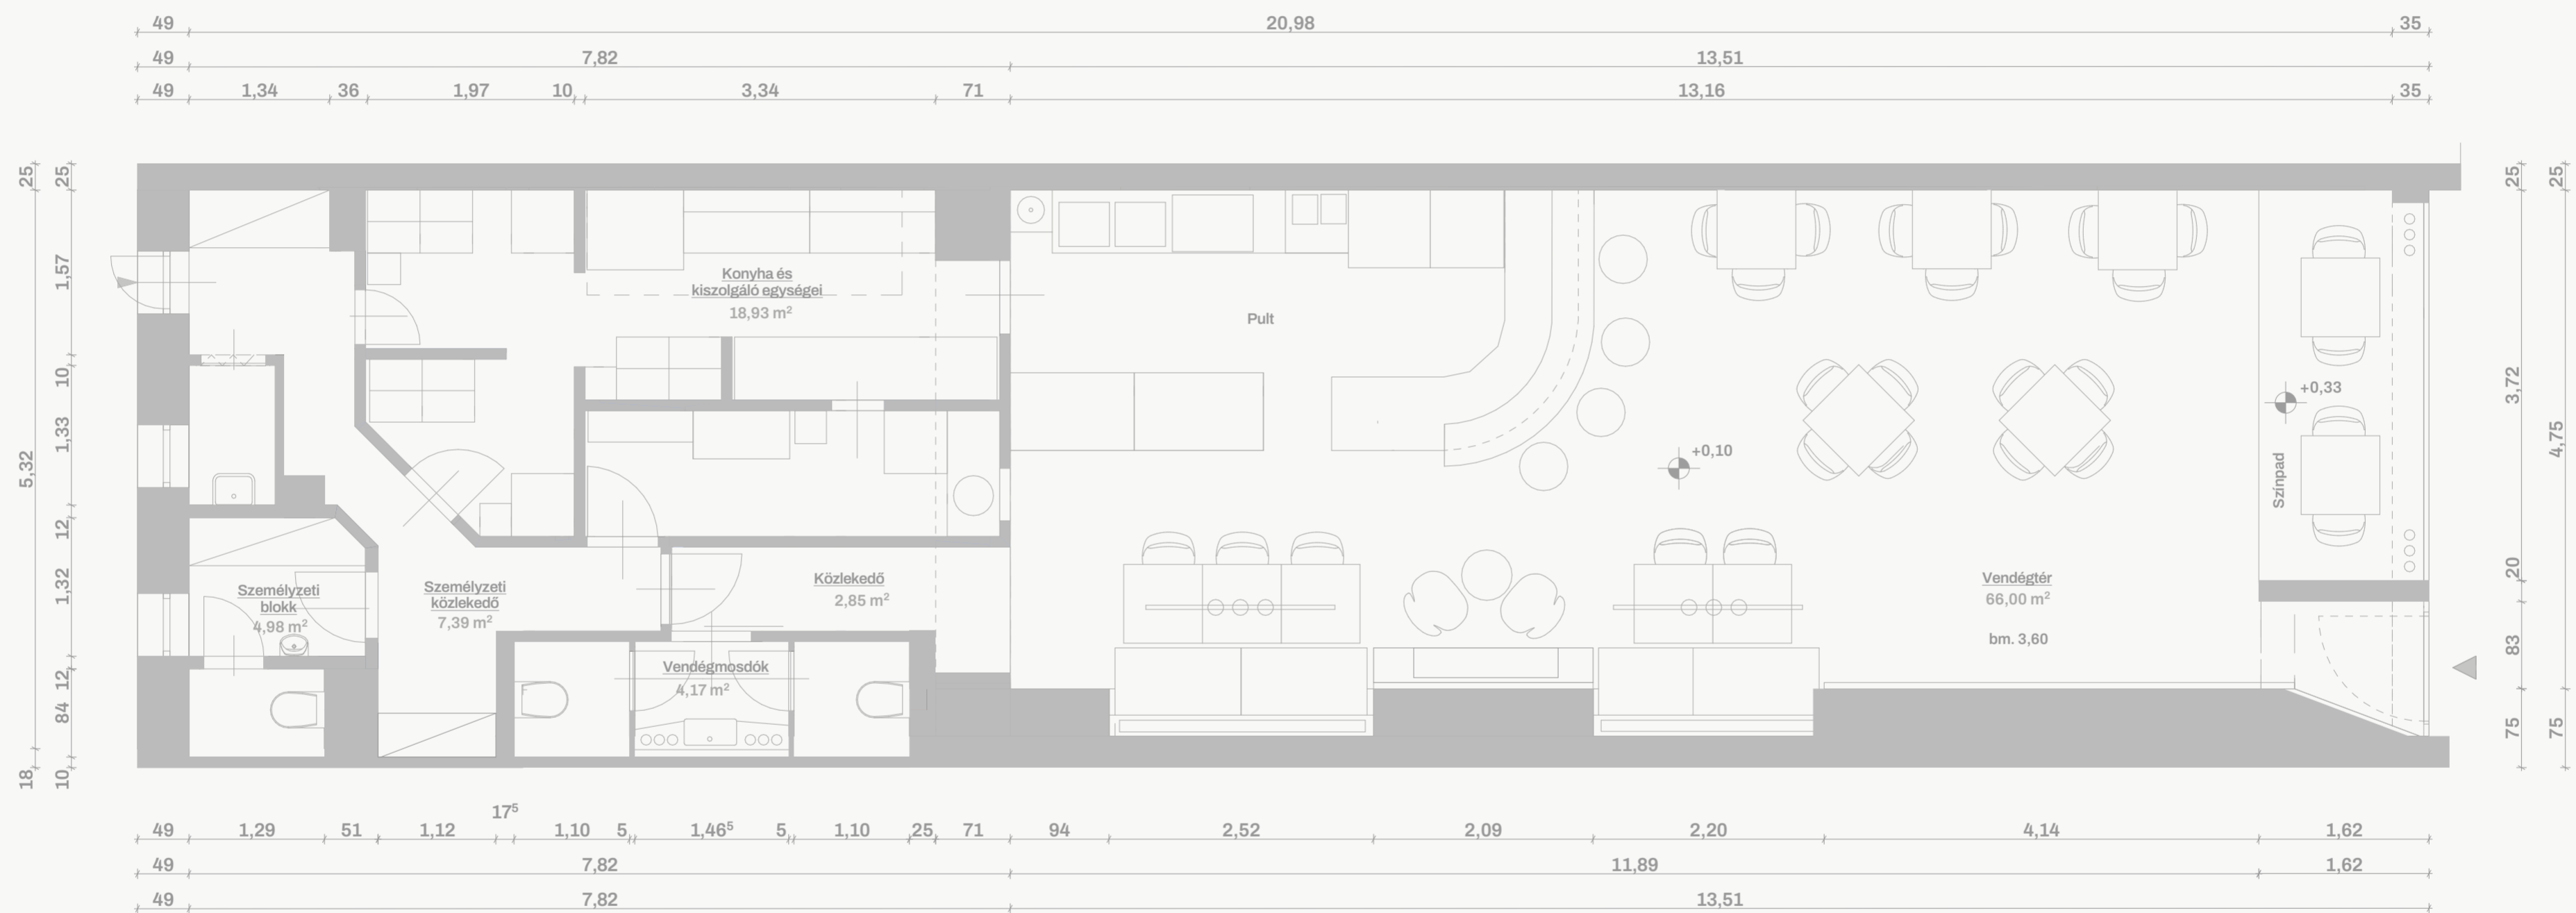 49 20,98 35
49 7,82 13,51
49 1,34 36 1,97 10 3,34 71 13,16 35
25 25 25 25
1,57
10
1,33
5,32
12
1,32
12
84
18 10
3,72
4,75
20
83
75 75
Konyha és
kiszolgáló egységei
18,93 m²
Pult
+0,33
+0,10
Színpad
Személyzeti
blokk
4,98 m²
Személyzeti
közlekedő
7,39 m²
Közlekedő
2,85 m²
Vendégtér
66,00 m²
bm. 3,60
Vendégmosdók
4,17 m²
17⁵
49 1,29 51 1,12 1,10 5 1,46⁵ 5 1,10 25 71 94 2,52 2,09 2,20 4,14 1,62
49 7,82 11,89 1,62
49 7,82 13,51